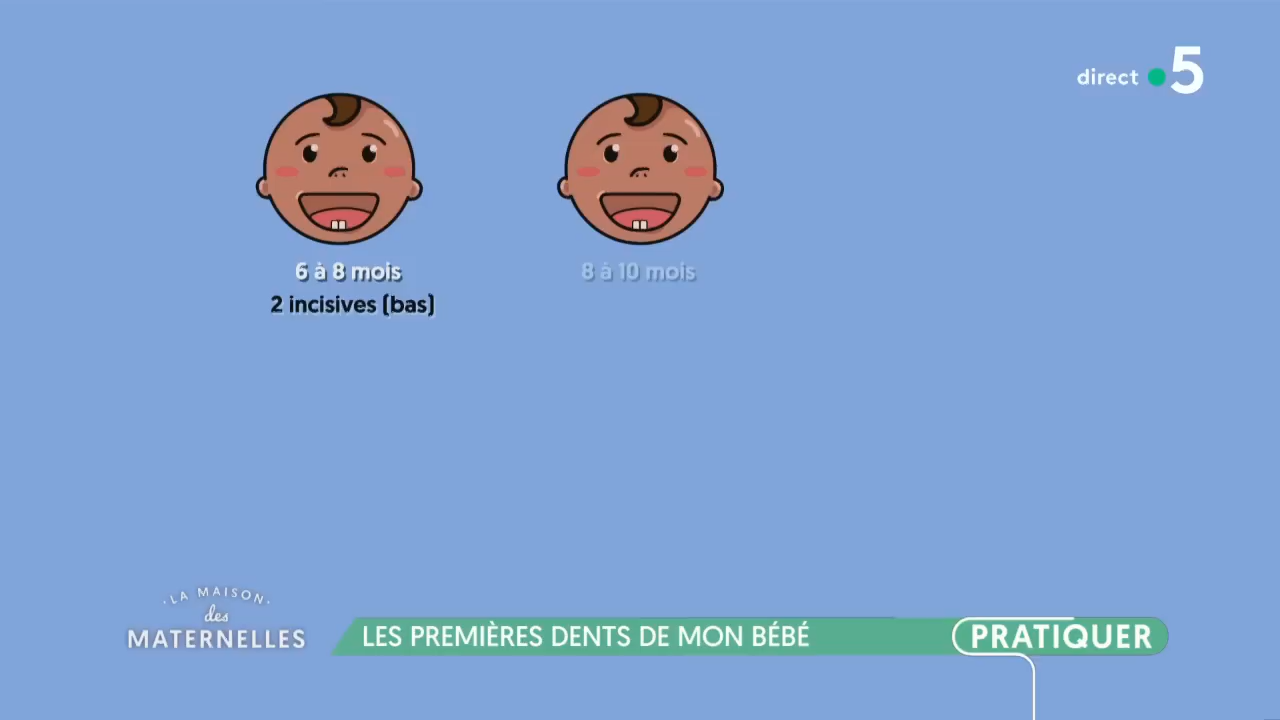 direct 5
6 à 8 mois
8 à 10 mois
2 incisives (bas)
LA MAISON
des
MATERNELLES
LES PREMIÈRES DENTS DE MON BÉBÉ
PRATIQUER